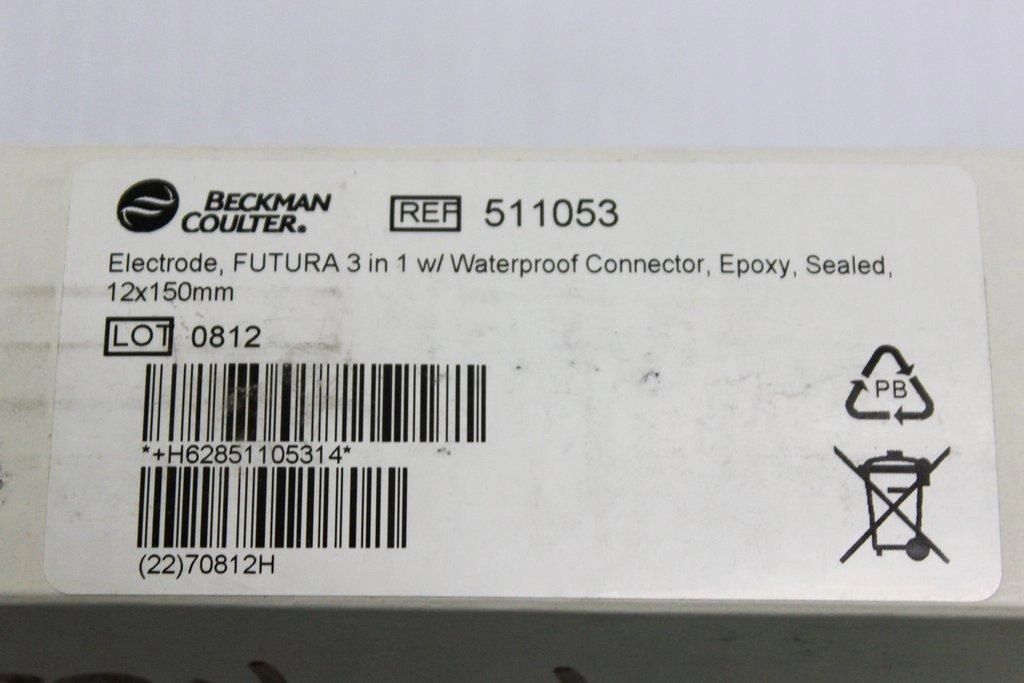 BECKMAN
COULTER®
REF 511053
Electrode, FUTURA 3 in 1 w/ Waterproof Connector, Epoxy, Sealed,
12x150mm
LOT 0812
*+H62851105314*
(22)70812H
PB